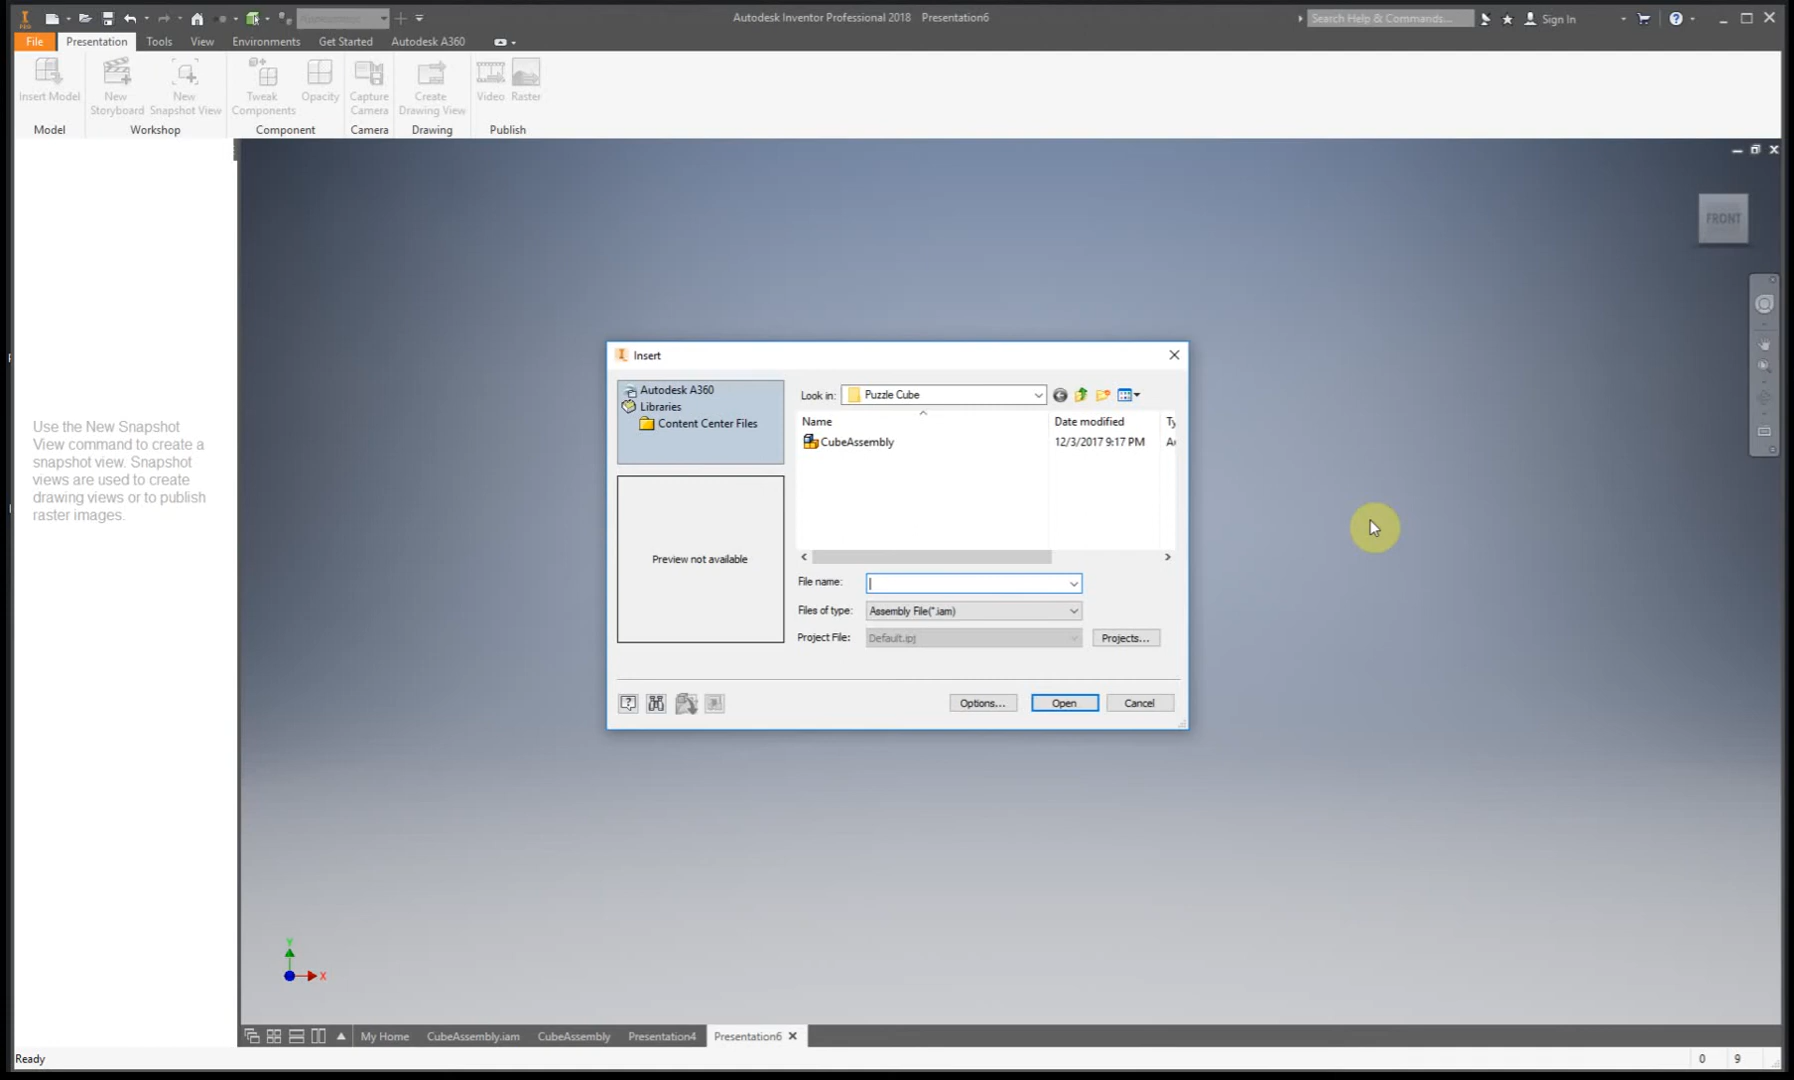 Autodesk Inventor Professional 2018 Presentation6
Search Help & Commands...
Sign In
File
Presentation
Tools
View
Environments
Get Started
Autodesk A360
Insert Model
New
Storyboard
New
Snapshot View
Tweak
Components
Opacity
Capture
Camera
Create
Drawing View
Video
Raster
Model
Workshop
Component
Camera
Drawing
Publish
FRONT
Use the New Snapshot
View command to create a
snapshot view. Snapshot
views are used to create
drawing views or to publish
raster images.
Insert
Autodesk A360
Libraries
Content Center Files
Look in:
Puzzle Cube
Name
Date modified
Ty
CubeAssembly
12/3/2017 9:17 PM
Preview not available
File name:
Files of type:
Assembly File(*.iam)
Project File:
Default.ipj
Projects...
Options...
Open
Cancel
Y
X
My Home
CubeAssembly.iam
CubeAssembly
Presentation4
Presentation6
Ready
0
9